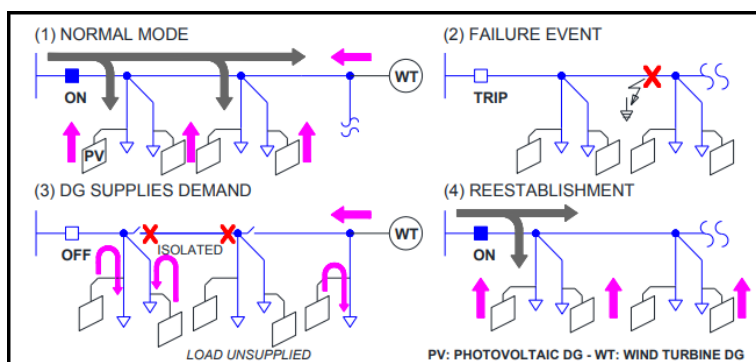 (1) NORMAL MODE
WT
ON
PV
(2) FAILURE EVENT
TRIP
(3) DG SUPPLIES DEMAND
WT
OFF
ISOLATED
LOAD UNSUPPLIED
(4) REESTABLISHMENT
ON
PV: PHOTOVOLTAIC DG - WT: WIND TURBINE DG